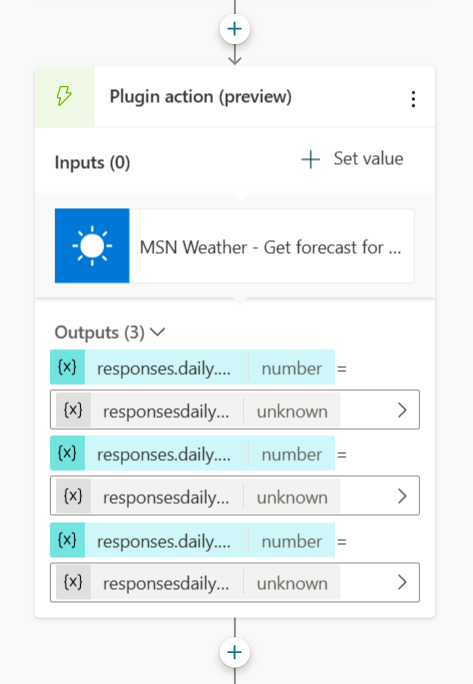 Plugin action (preview)
Inputs (0) Set value
MSN Weather - Get forecast for ...
Outputs (3)
{x} responses.daily.... number =
{x} responsesdaily... unknown
{x} responses.daily.... number =
{x} responsesdaily... unknown
{x} responses.daily.... number =
{x} responsesdaily... unknown